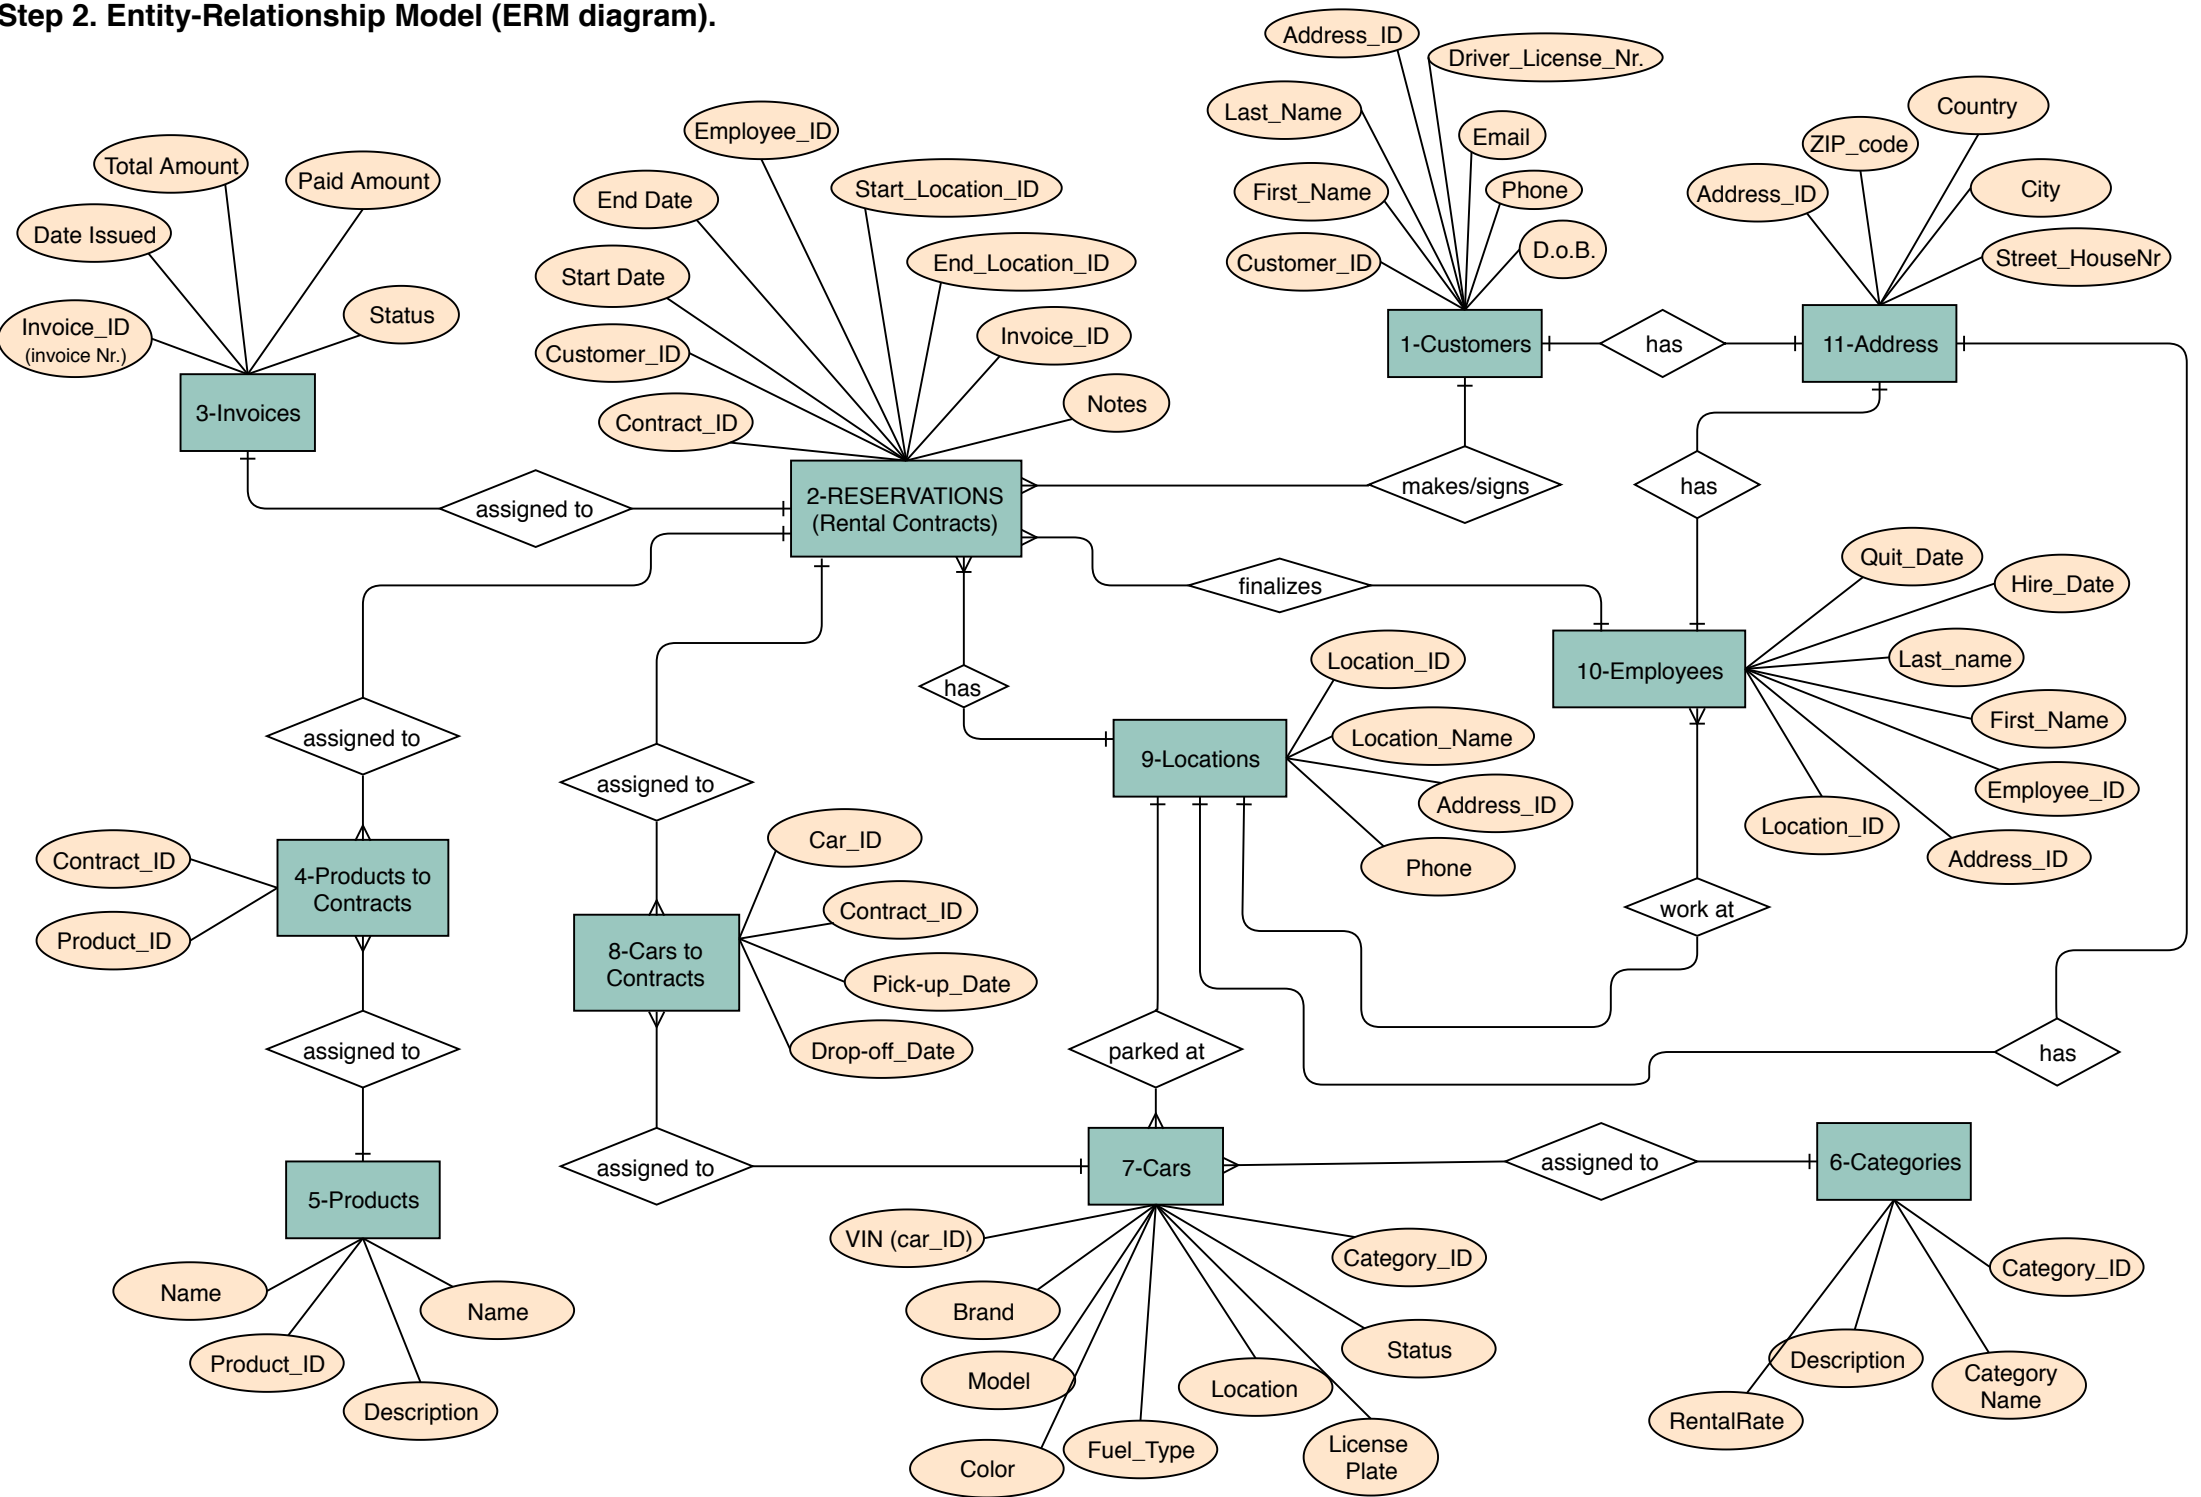 Step 2. Entity-Relationship Model (ERM diagram).
Address_ID
Driver_License_Nr.
Last_Name
Email
First_Name
Phone
Customer_ID
D.o.B.
1-Customers
has
Country
ZIP_code
Address_ID
City
Street_HouseNr
11-Address
Total Amount
Paid Amount
Date Issued
Invoice_ID
(invoice Nr.)
Status
3-Invoices
assigned to
Employee_ID
End Date
Start_Location_ID
Start Date
End_Location_ID
Customer_ID
Invoice_ID
Contract_ID
Notes
2-RESERVATIONS
(Rental Contracts)
makes/signs
has
finalizes
Quit_Date
Hire_Date
Last_name
First_Name
Employee_ID
Location_ID
Address_ID
10-Employees
has
Location_ID
Location_Name
Address_ID
Phone
9-Locations
work at
assigned to
assigned to
Contract_ID
Product_ID
4-Products to
Contracts
Car_ID
Contract_ID
Pick-up_Date
Drop-off_Date
8-Cars to
Contracts
assigned to
parked at
has
5-Products
Name
Product_ID
Description
Name
assigned to
7-Cars
assigned to
6-Categories
VIN (car_ID)
Brand
Model
Color
Fuel_Type
Location
License
Plate
Status
Category_ID
Category_ID
Description
Category
Name
RentalRate